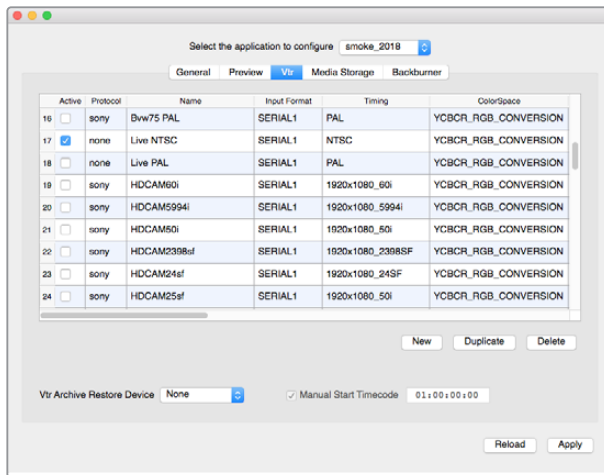 Select the application to configure smoke_2018
General Preview Vtr Media Storage Backburner
Active Protocol Name Input Format Timing ColorSpace
16 sony Bvw75 PAL SERIAL1 PAL YCBCR_RGB_CONVERSION
17 none Live NTSC SERIAL1 NTSC YCBCR_RGB_CONVERSION
18 none Live PAL SERIAL1 PAL YCBCR_RGB_CONVERSION
19 sony HDCAM60i SERIAL1 1920x1080_60i YCBCR_RGB_CONVERSION
20 sony HDCAM5994i SERIAL1 1920x1080_5994i YCBCR_RGB_CONVERSION
21 sony HDCAM50i SERIAL1 1920x1080_50i YCBCR_RGB_CONVERSION
22 sony HDCAM2398sf SERIAL1 1920x1080_2398SF YCBCR_RGB_CONVERSION
23 sony HDCAM24sf SERIAL1 1920x1080_24SF YCBCR_RGB_CONVERSION
24 sony HDCAM25sf SERIAL1 1920x1080_50i YCBCR_RGB_CONVERSION
New Duplicate Delete
Vtr Archive Restore Device None Manual Start Timecode 01:00:00:00
Reload Apply